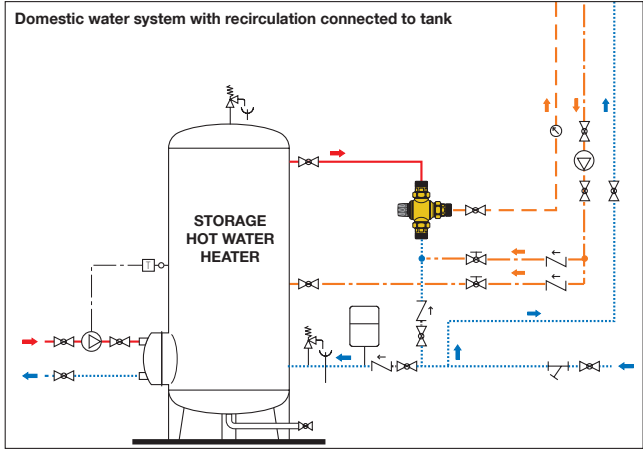 Domestic water system with recirculation connected to tank
STORAGE
HOT WATER
HEATER
T